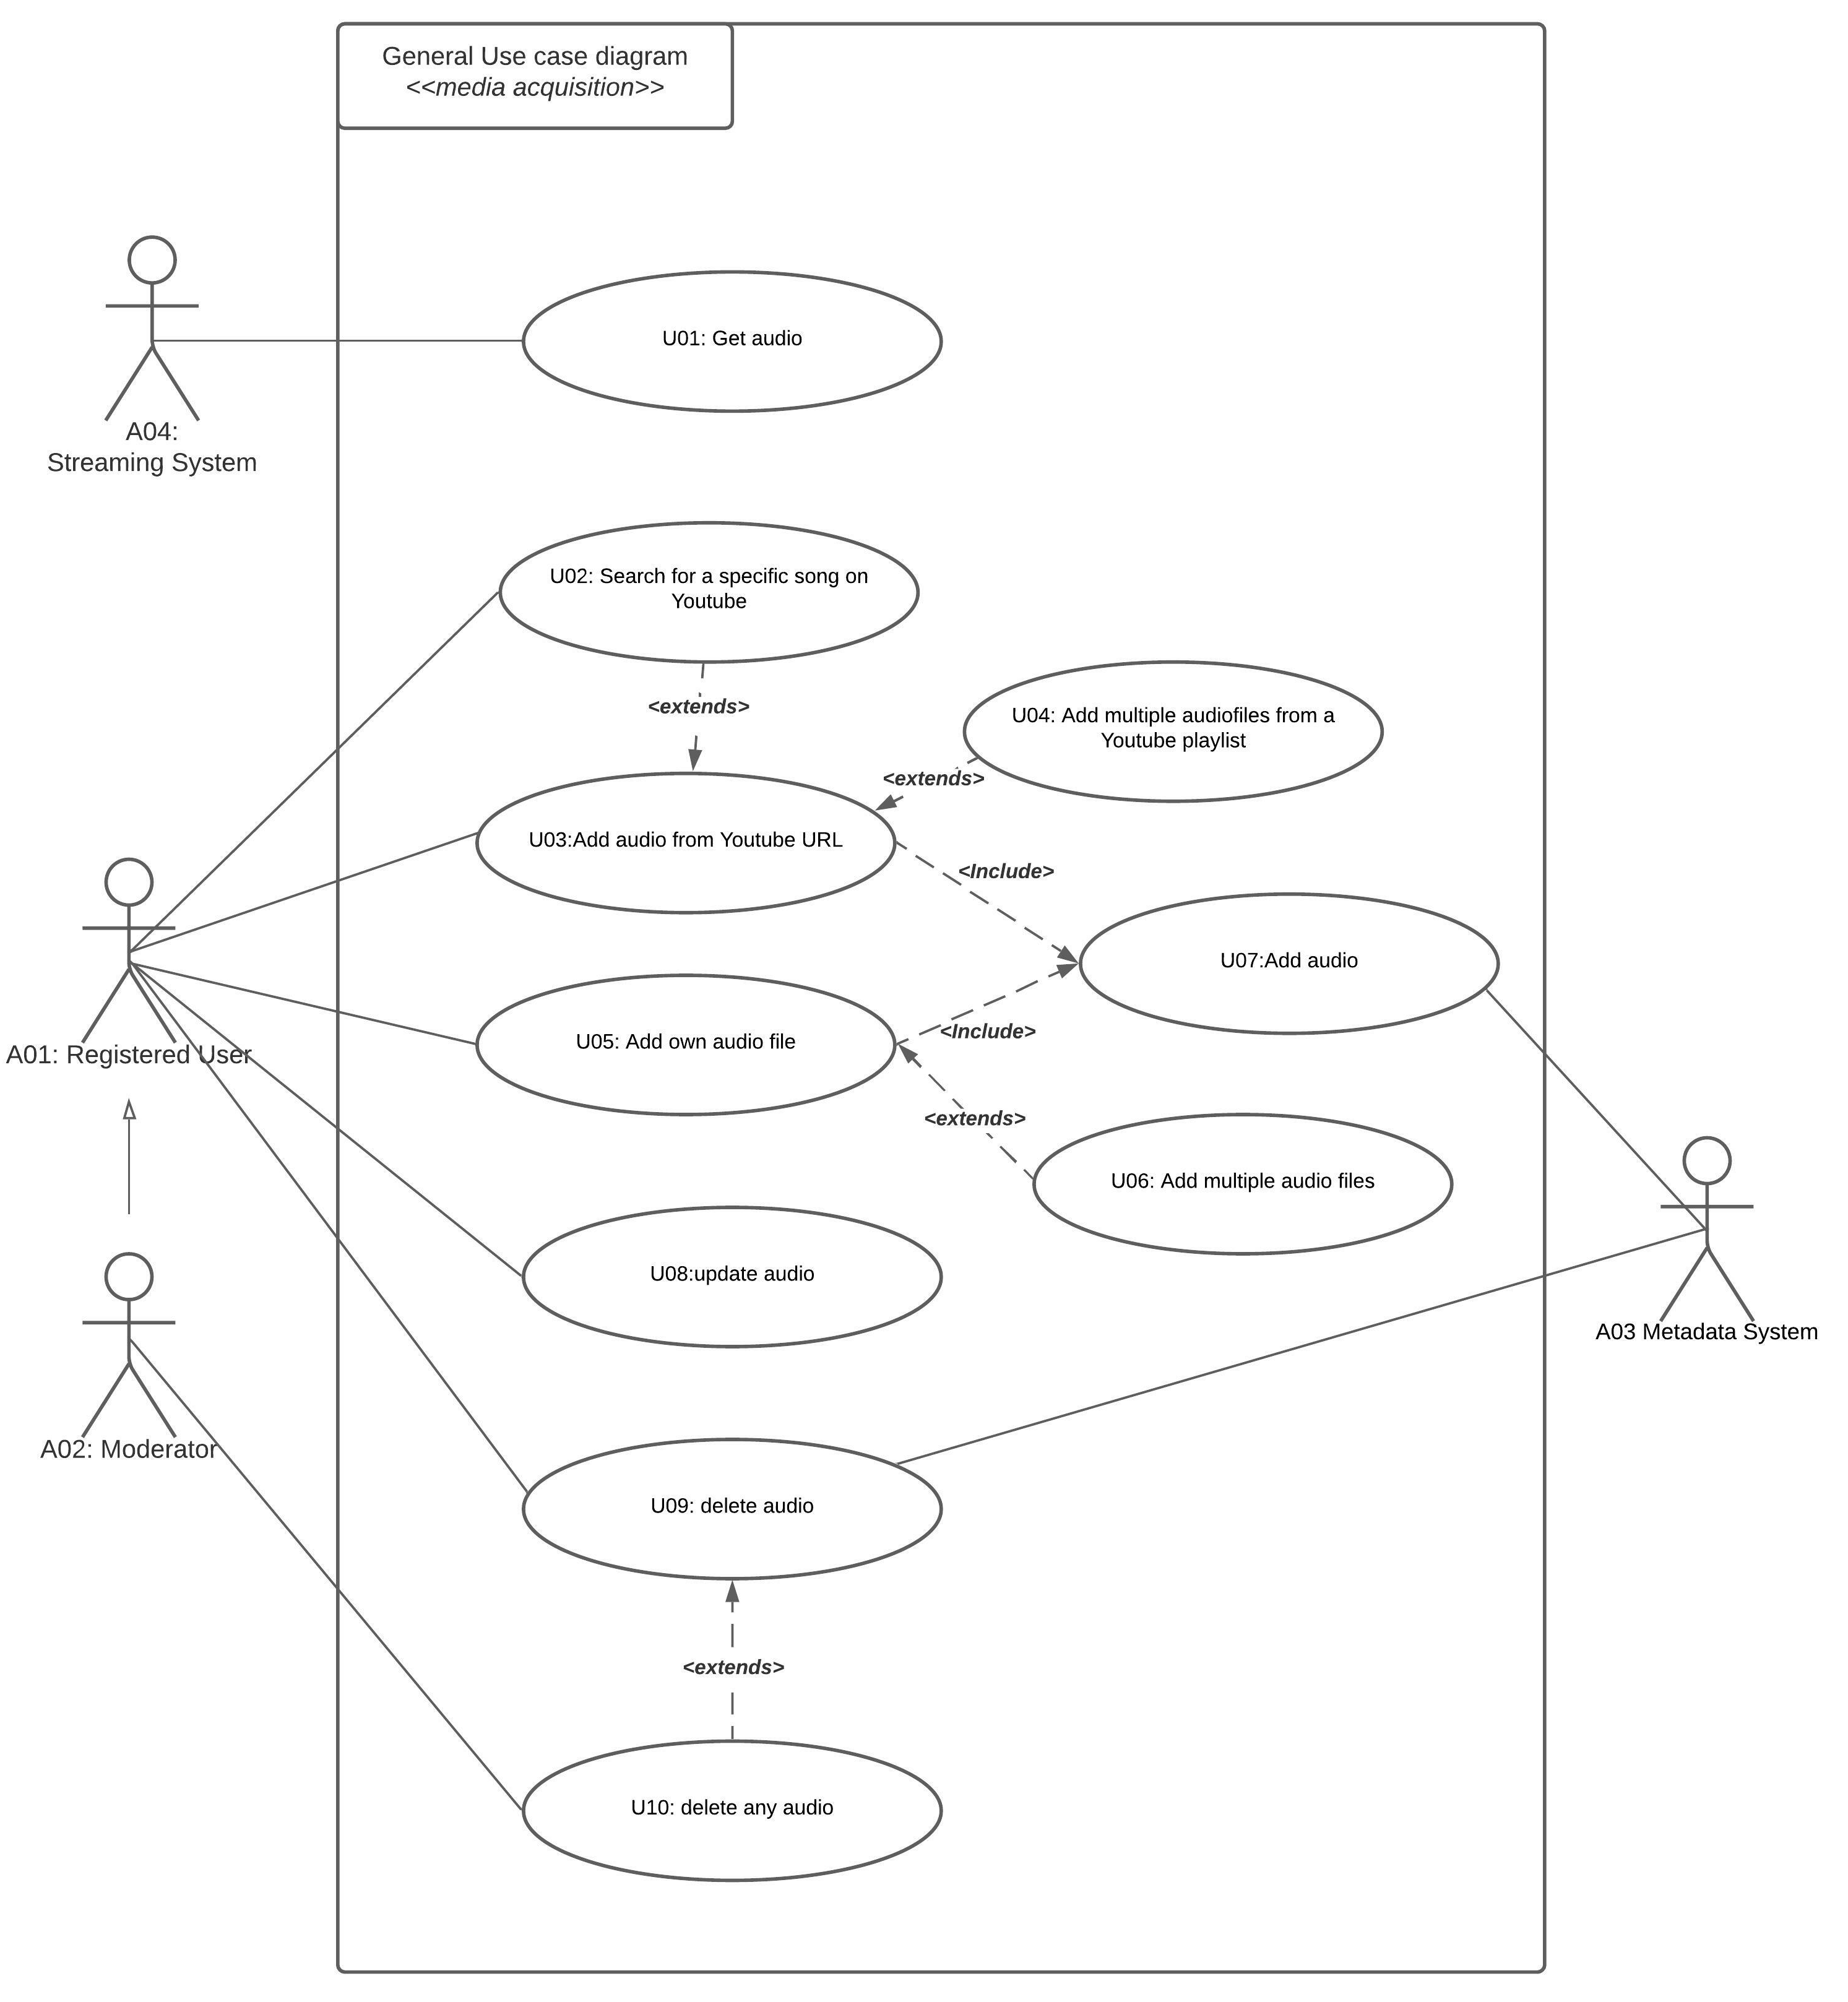 General Use case diagram
<<media acquisition>>
U01: Get audio
A04:
Streaming System
U02: Search for a specific song on
Youtube
<extends>
U04: Add multiple audiofiles from a
Youtube playlist
<extends>
U03:Add audio from Youtube URL
<Include>
U07:Add audio
<Include>
U05: Add own audio file
A01: Registered User
<extends>
U06: Add multiple audio files
U08:update audio
A03 Metadata System
A02: Moderator
U09: delete audio
<extends>
U10: delete any audio